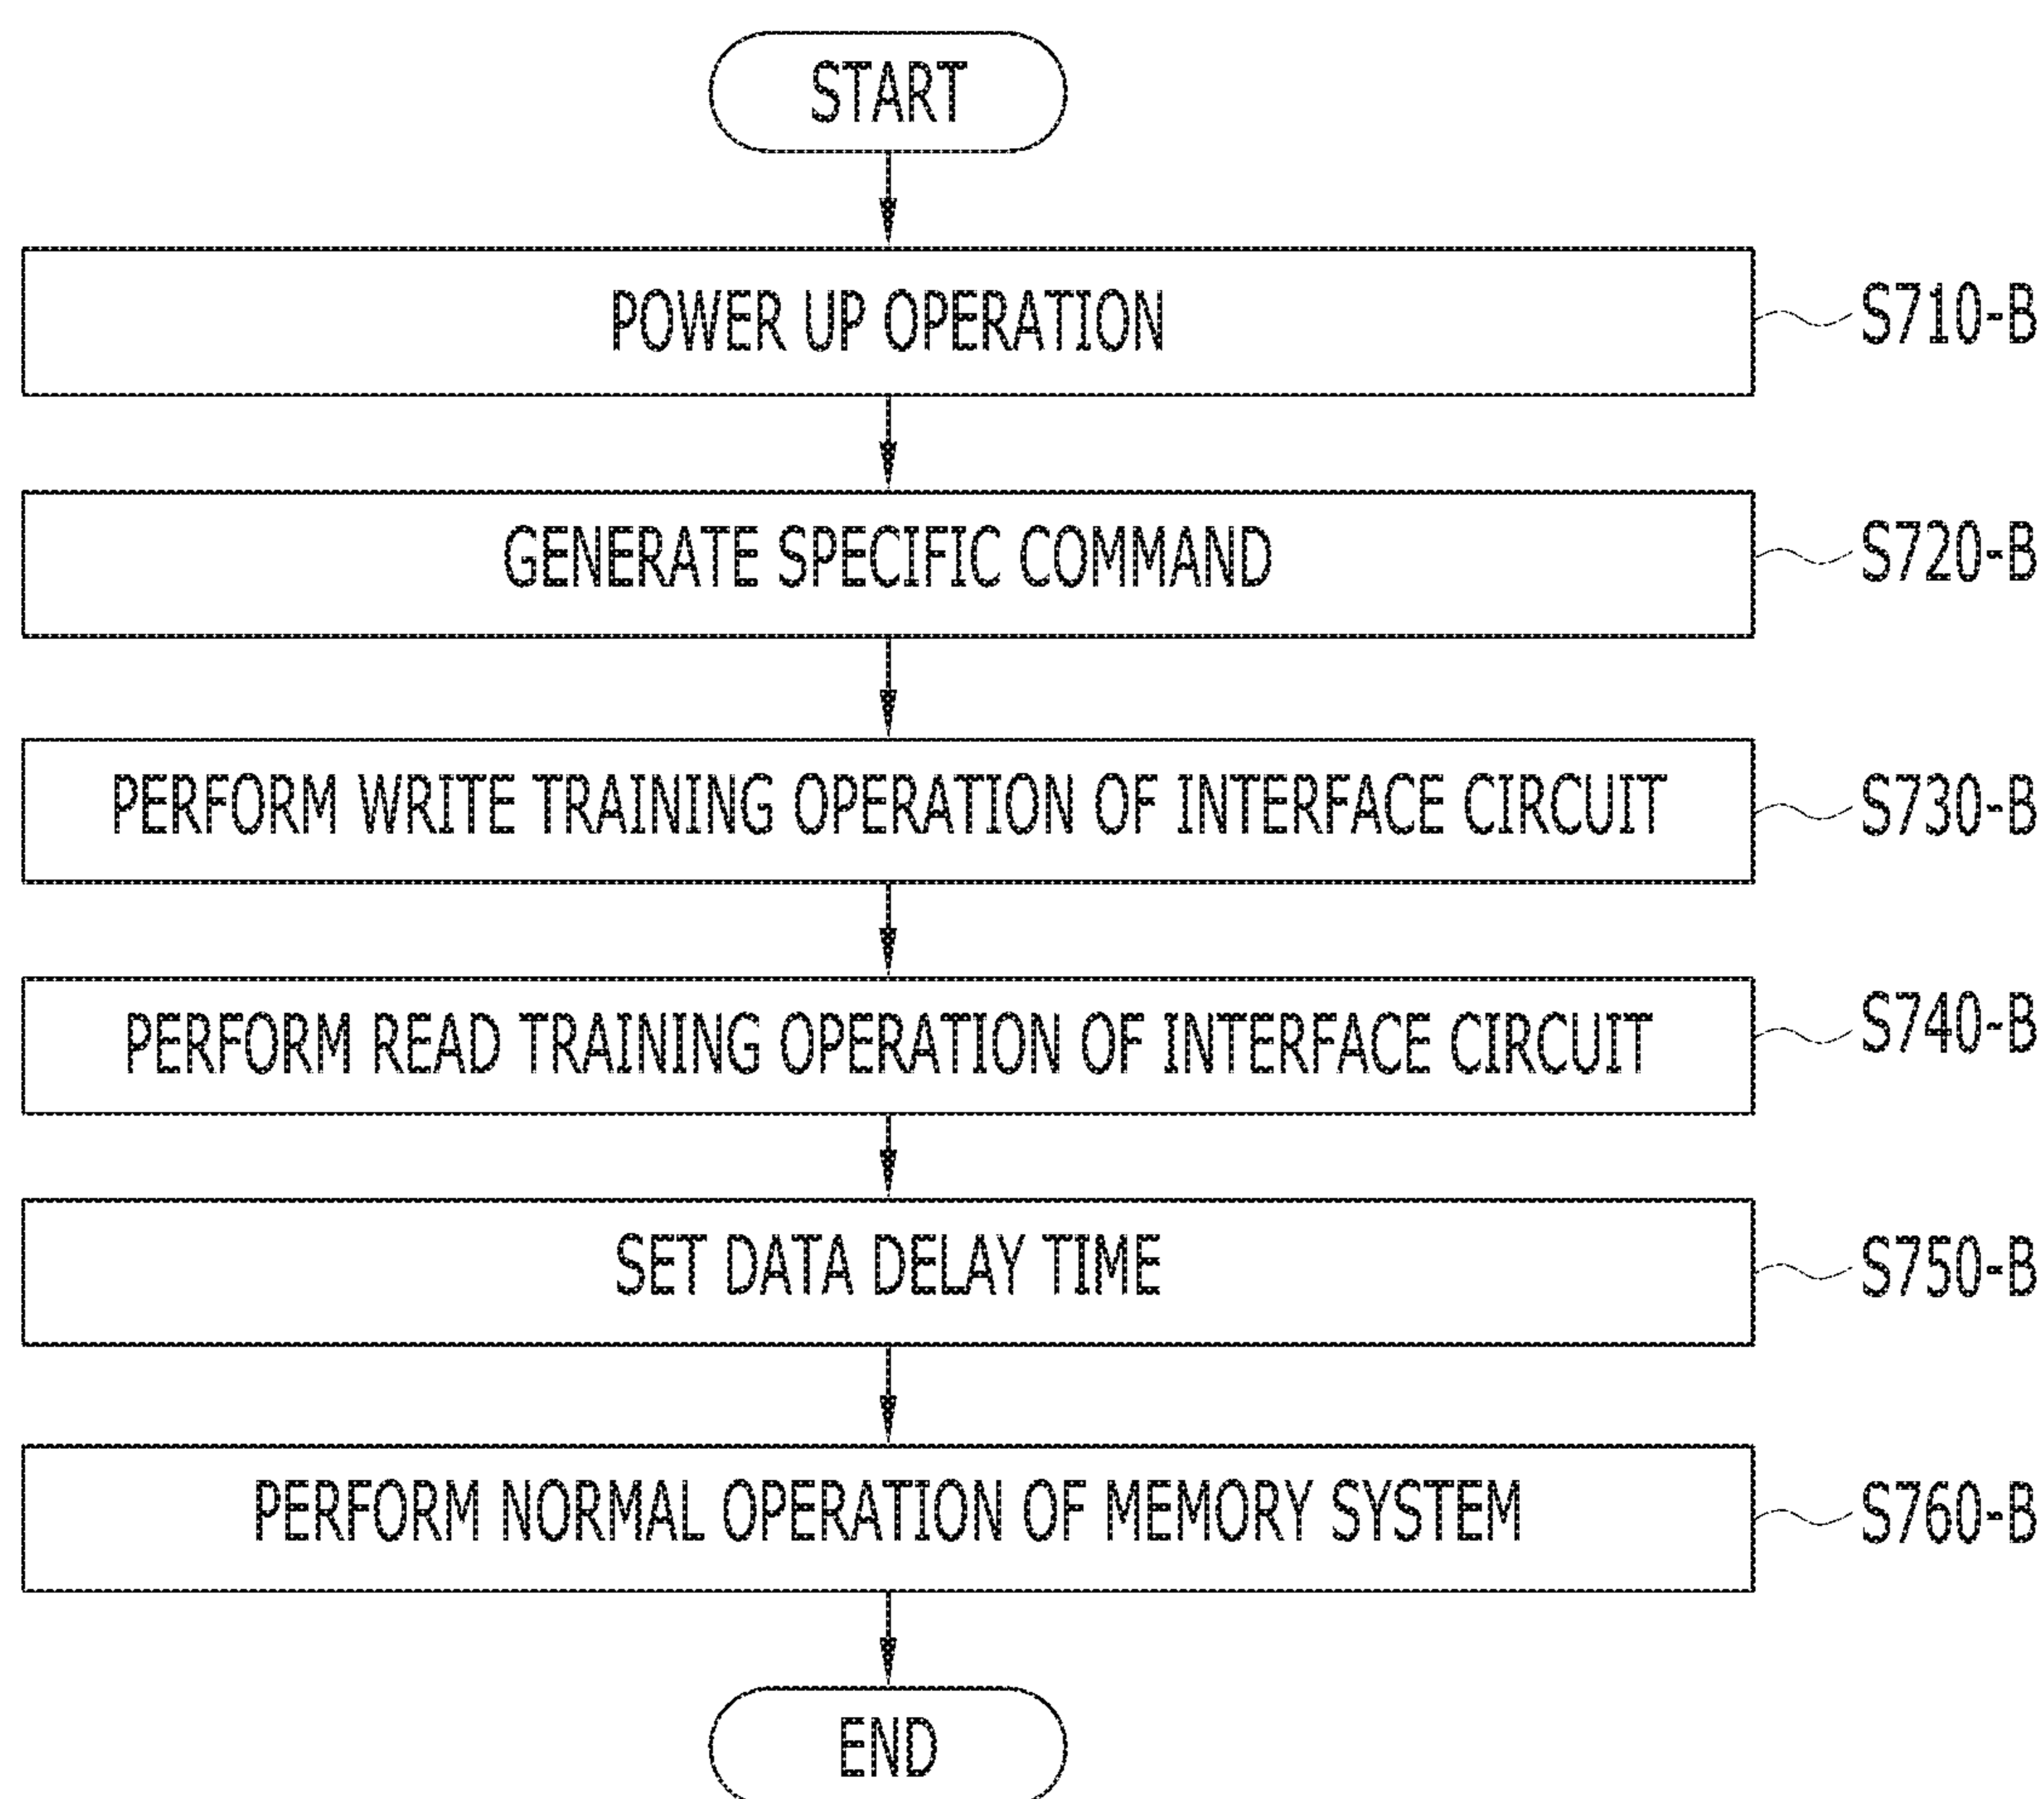 START
POWER UP OPERATION
S710-B
GENERATE SPECIFIC COMMAND
S720-B
PERFORM WRITE TRAINING OPERATION OF INTERFACE CIRCUIT
S730-B
PERFORM READ TRAINING OPERATION OF INTERFACE CIRCUIT
S740-B
SET DATA DELAY TIME
S750-B
PERFORM NORMAL OPERATION OF MEMORY SYSTEM
S760-B
END